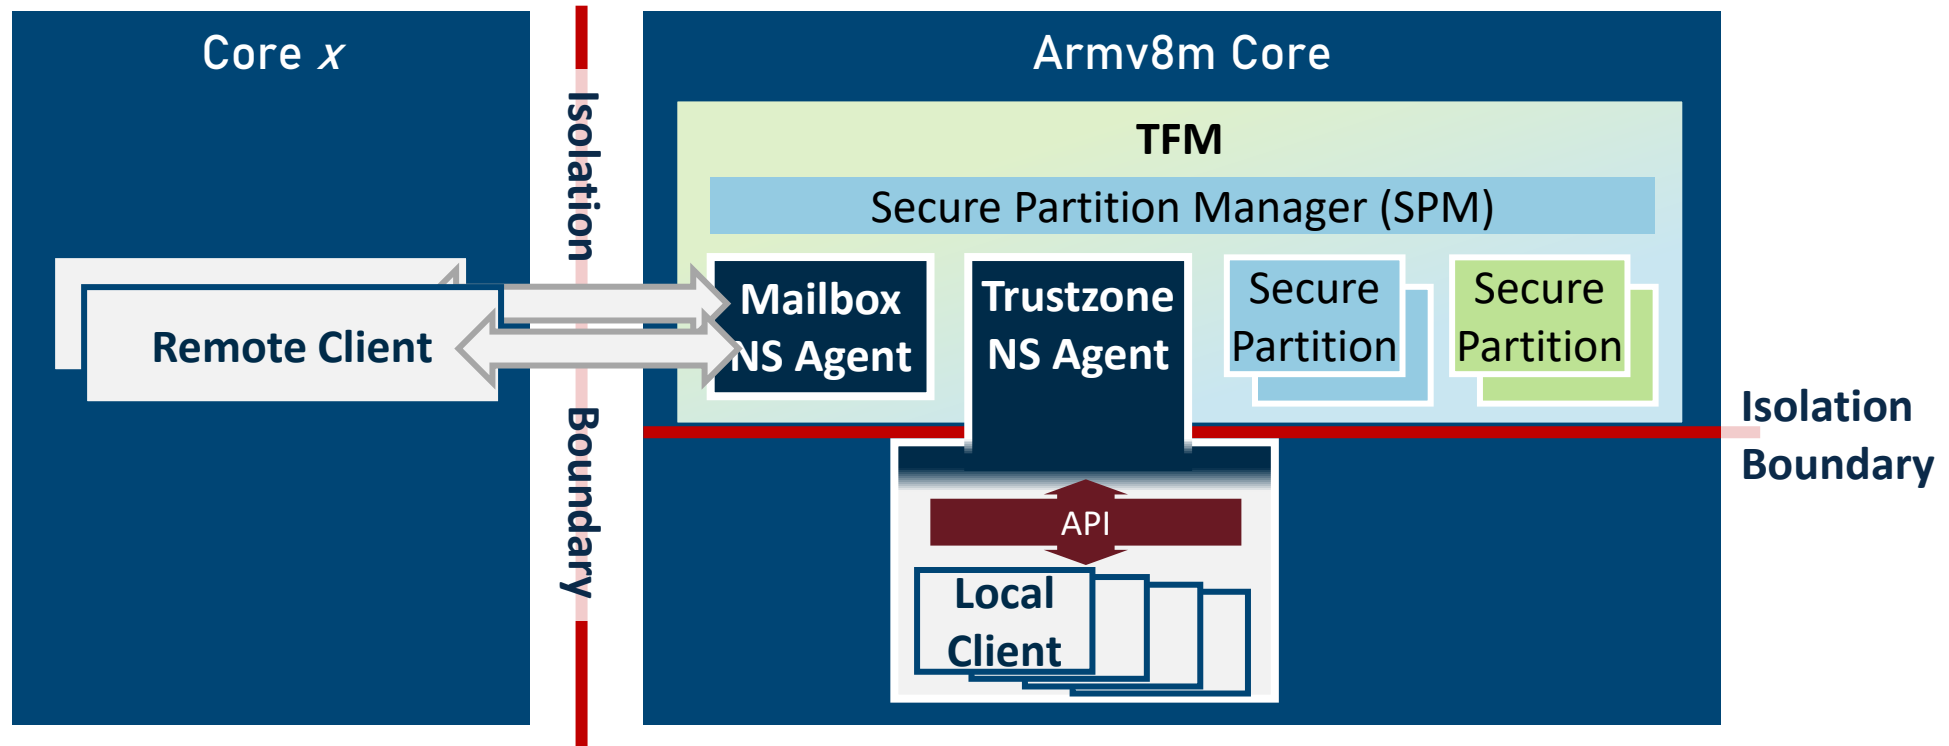 Core x
Isolation
Boundary
Armv8m Core
TFM
Secure Partition Manager (SPM)
Remote Client
Mailbox
NS Agent
Trustzone
NS Agent
Secure
Partition
Secure
Partition
Isolation
Boundary
API
Local
Client